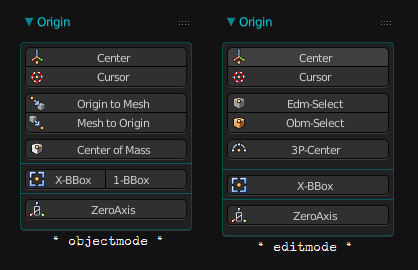 Origin
Center
Cursor
Origin to Mesh
Mesh to Origin
Center of Mass
X-BBox 1-BBox
ZeroAxis
* objectmode *
Origin
Center
Cursor
Edm-Select
Obm-Select
3P-Center
X-BBox
ZeroAxis
* editmode *